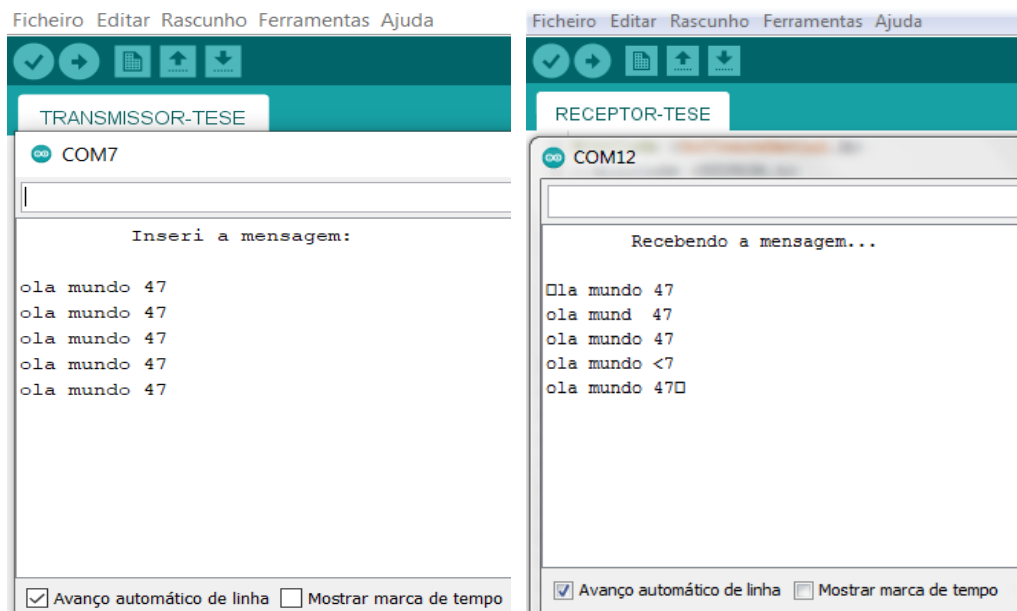 Ficheiro Editar Rascunho Ferramentas Ajuda
TRANSMISSOR-TESE
COM7
Inseri a mensagem:
ola mundo 47
ola mundo 47
ola mundo 47
ola mundo 47
ola mundo 47
Avanço automático de linha
Mostrar marca de tempo
Ficheiro Editar Rascunho Ferramentas Ajuda
RECEPTOR-TESE
COM12
Recebendo a mensagem...
□la mundo 47
ola mund  47
ola mundo 47
ola mundo <7
ola mundo 47□
Avanço automático de linha
Mostrar marca de tempo